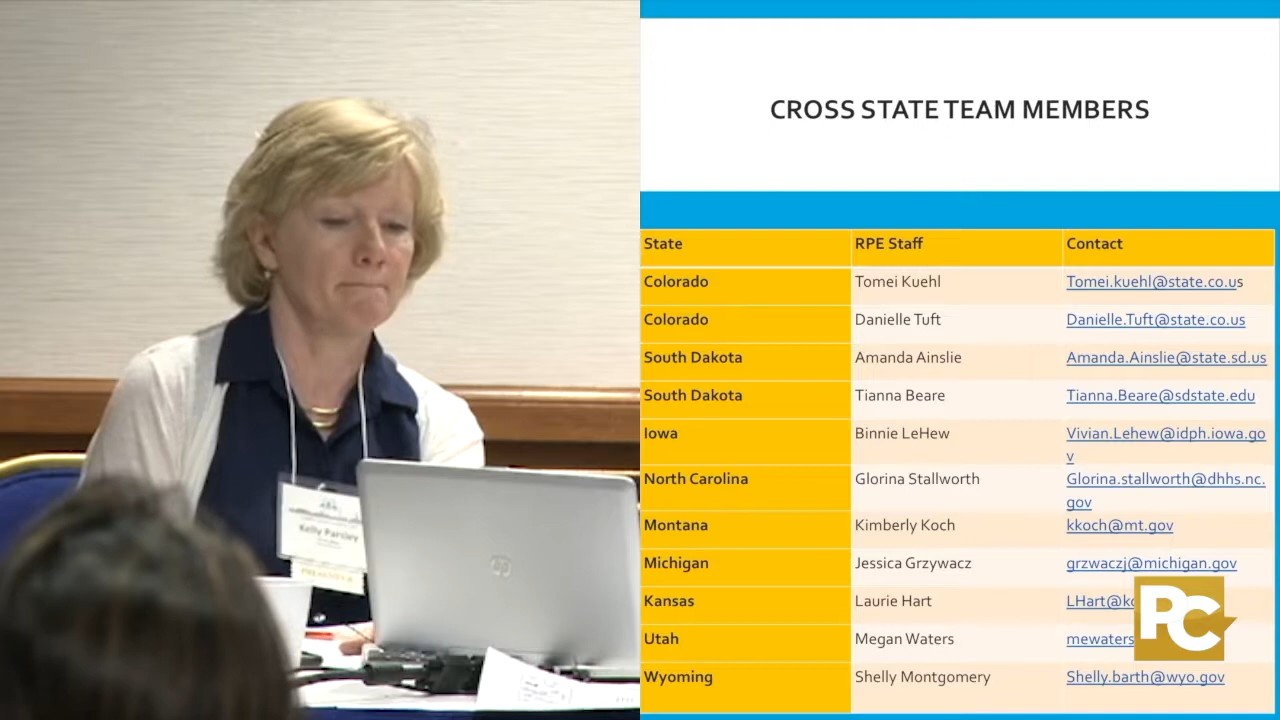 CROSS STATE TEAM MEMBERS
State RPE Staff Contact
Colorado Tomei Kuehl Tomei.kuehl@state.co.us
Colorado Danielle Tuft Danielle.Tuft@state.co.us
South Dakota Amanda Ainslie Amanda.Ainslie@state.sd.us
South Dakota Tianna Beare Tianna.Beare@sdstate.edu
Iowa Binnie LeHew Vivian.Lehew@idph.iowa.go
v
North Carolina Glorina Stallworth Glorina.stallworth@dhhs.nc.
gov
Montana Kimberly Koch kkoch@mt.gov
Michigan Jessica Grzywacz grzwaczj@michigan.gov
Kansas Laurie Hart LHart@kc
Utah Megan Waters mewaters
Wyoming Shelly Montgomery Shelly.barth@wyo.gov
PC
Kelly Parsley
PRESENTER
hp